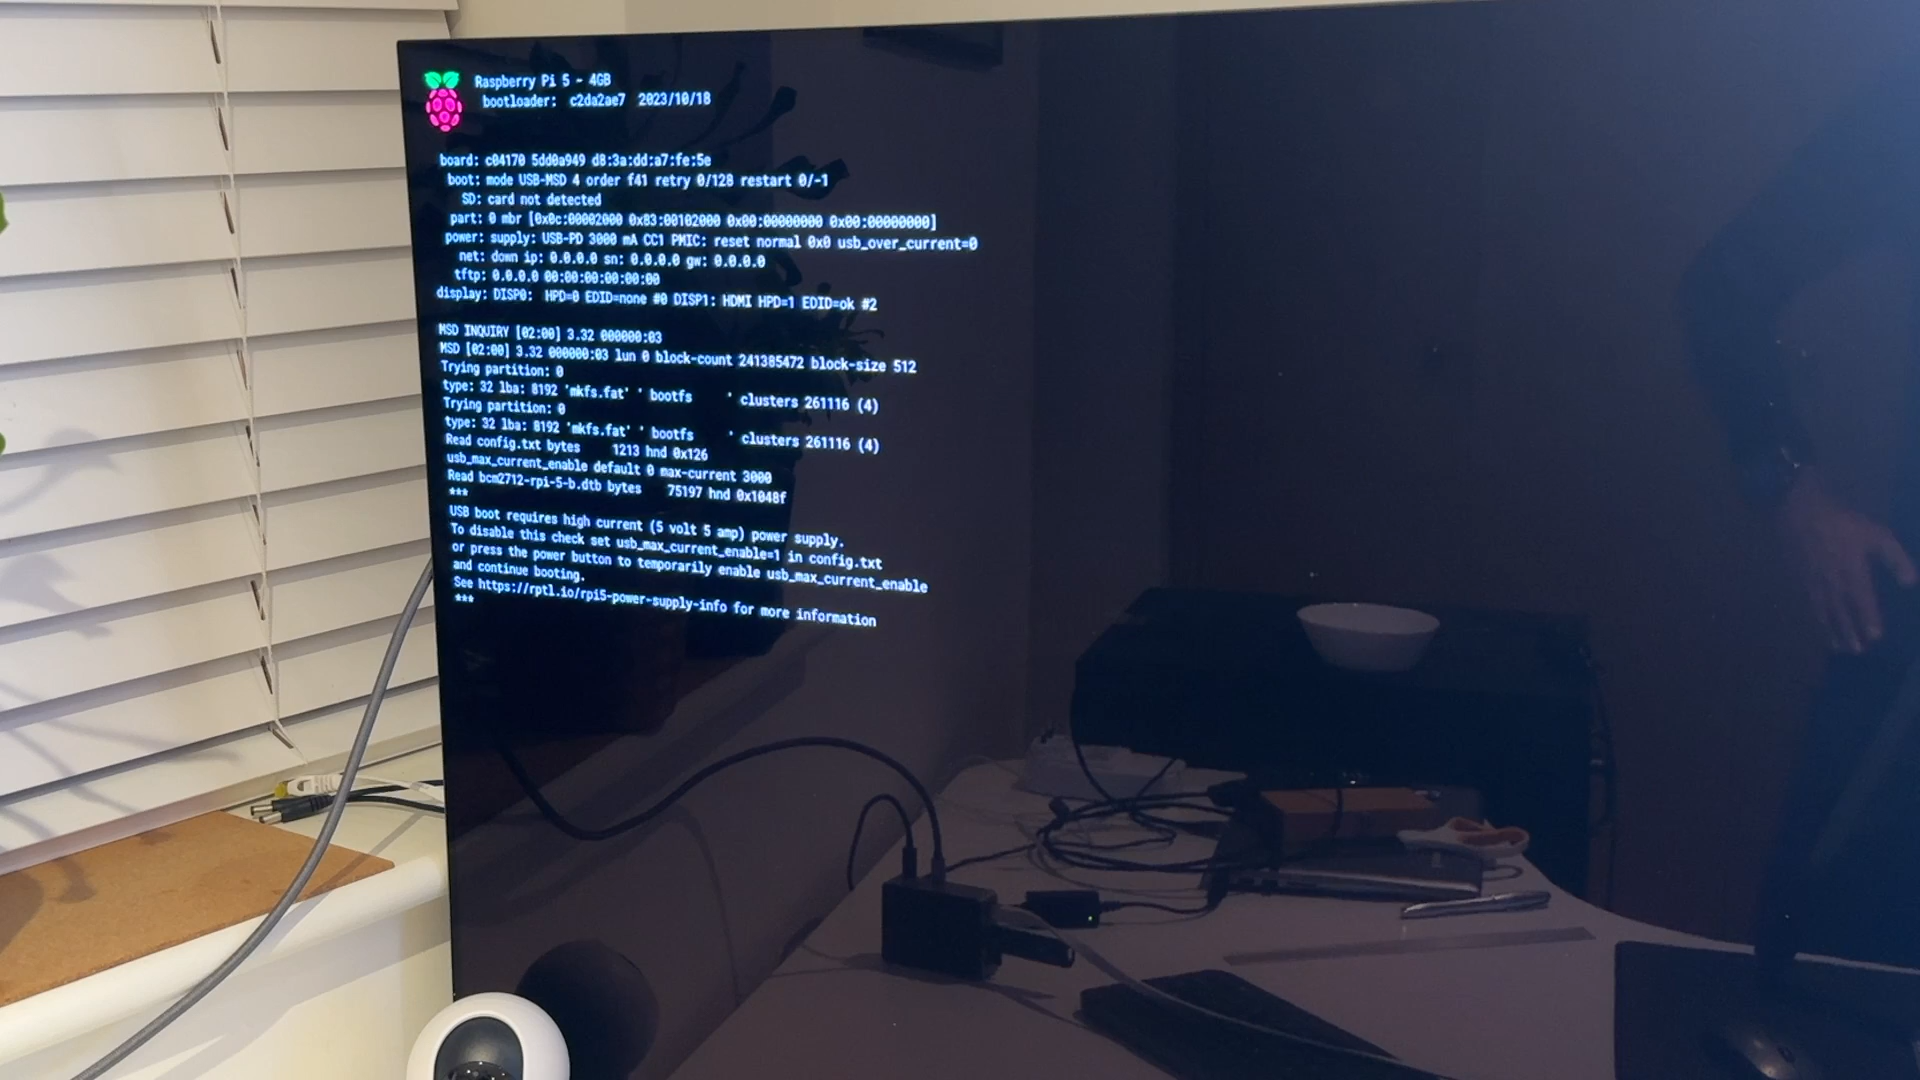 Raspberry Pi 5 - 4GB
bootloader: c2da2ae7 2023/10/18
board: c04170 5dd0a949 d8:3a:dd:a7:fe:5e
boot: mode USB-MSD 4 order f41 retry 0/128 restart 0/-1
SD: card not detected
part: 0 mbr [0x0c:00002000 0x83:00102000 0x00:00000000 0x00:00000000]
power: supply: USB-PD 3000 mA CC1 PMIC: reset normal 0x0 usb_over_current=0
net: down ip: 0.0.0.0 sn: 0.0.0.0 gw: 0.0.0.0
tftp: 0.0.0.0 00:00:00:00:00:00
display: DISP0: HPD=0 EDID=none #0 DISP1: HDMI HPD=1 EDID=ok #2
MSD INQUIRY [02:00] 3.32 000000:03
MSD [02:00] 3.32 000000:03 lun 0 block-count 241385472 block-size 512
Trying partition: 0
type: 32 lba: 8192 'mkfs.fat' ' bootfs ' clusters 261116 (4)
Trying partition: 0
type: 32 lba: 8192 'mkfs.fat' ' bootfs ' clusters 261116 (4)
Read config.txt bytes 1213 hnd 0x126
usb_max_current_enable default 0 max-current 3000
Read bcm2712-rpi-5-b.dtb bytes 75197 hnd 0x1048f
***
USB boot requires high current (5 volt 5 amp) power supply.
To disable this check set usb_max_current_enable=1 in config.txt
or press the power button to temporarily enable usb_max_current_enable
and continue booting.
See https://rptl.io/rpi5-power-supply-info for more information
***